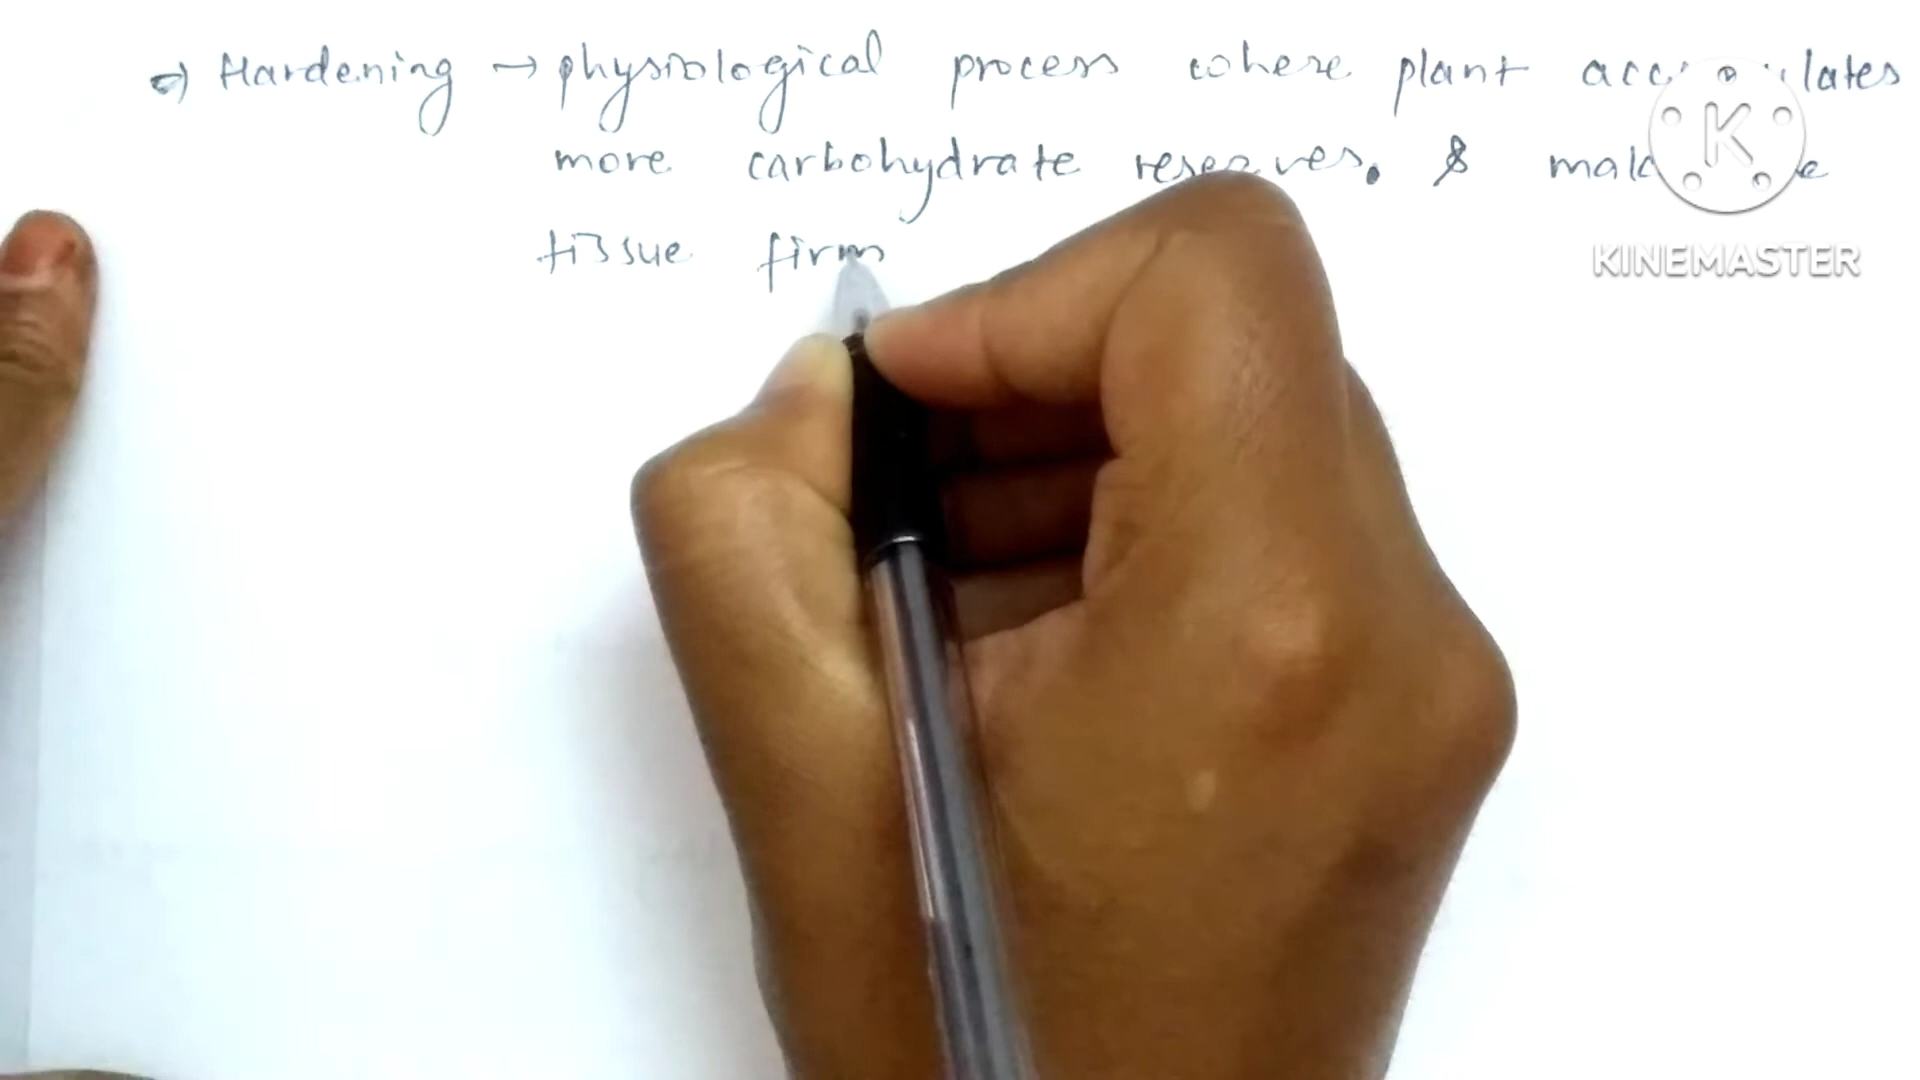 ⇒ Hardening → physiological process where plant
more carbohydrate reserves. &
tissue firm
K
KINEMASTER